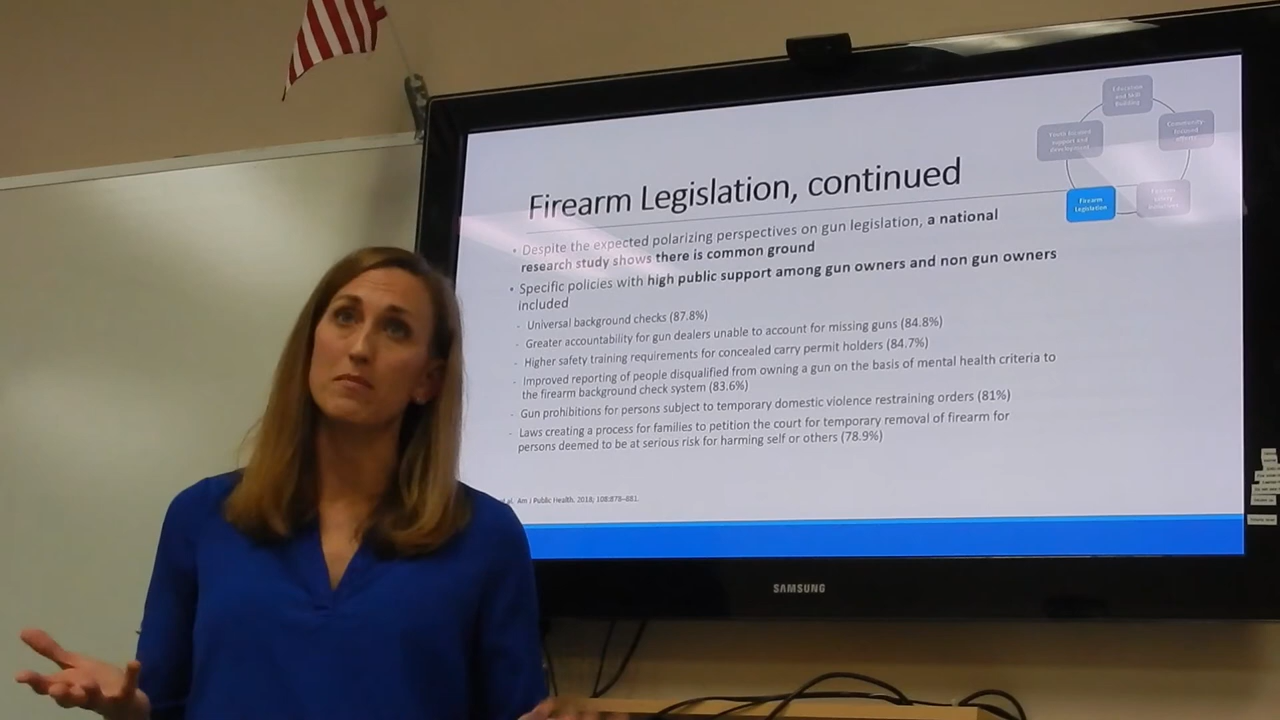 Education
and Skill
Building
Community-
focused
efforts
Youth focused
support and
development
Firearm
Legislation
Firearm Legislation, continued
• Despite the expected polarizing perspectives on gun legislation, a national
research study shows there is common ground
• Specific policies with high public support among gun owners and non gun owners
included
- Universal background checks (87.8%)
- Greater accountability for gun dealers unable to account for missing guns (84.8%)
- Higher safety training requirements for concealed carry permit holders (84.7%)
- Improved reporting of people disqualified from owning a gun on the basis of mental health criteria to
the firearm background check system (83.6%)
- Gun prohibitions for persons subject to temporary domestic violence restraining orders (81%)
- Laws creating a process for families to petition the court for temporary removal of firearm for
persons deemed to be at serious risk for harming self or others (78.9%)
al. Am J Public Health, 2018; 108:878–881.
SAMSUNG